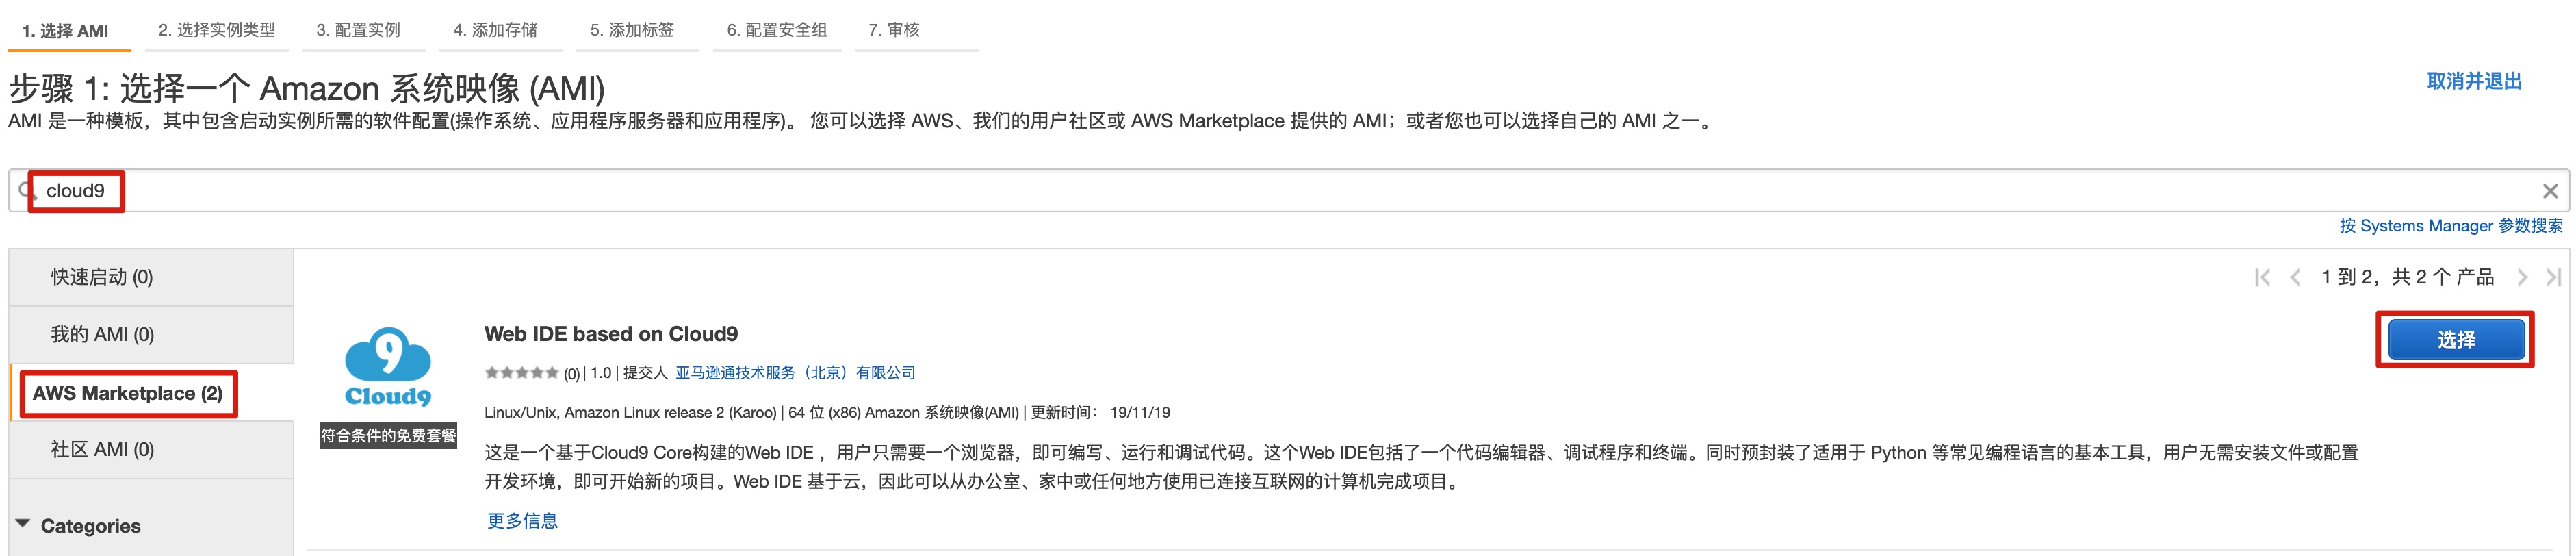 1. 选择 AMI 2. 选择实例类型 3. 配置实例 4. 添加存储 5. 添加标签 6. 配置安全组 7. 审核
步骤 1: 选择一个 Amazon 系统映像 (AMI)
取消并退出
AMI 是一种模板，其中包含启动实例所需的软件配置(操作系统、应用程序服务器和应用程序)。 您可以选择 AWS、我们的用户社区或 AWS Marketplace 提供的 AMI；或者您也可以选择自己的 AMI 之一。
cloud9
按 Systems Manager 参数搜索
快速启动 (0)
我的 AMI (0)
AWS Marketplace (2)
社区 AMI (0)
Categories
1 到 2，共 2 个 产品
9
Cloud9
符合条件的免费套餐
Web IDE based on Cloud9
选择
(0) | 1.0 | 提交人 亚马逊通技术服务（北京）有限公司
Linux/Unix, Amazon Linux release 2 (Karoo) | 64 位 (x86) Amazon 系统映像(AMI) | 更新时间： 19/11/19
这是一个基于Cloud9 Core构建的Web IDE ，用户只需要一个浏览器，即可编写、运行和调试代码。这个Web IDE包括了一个代码编辑器、调试程序和终端。同时预封装了适用于 Python 等常见编程语言的基本工具，用户无需安装文件或配置
开发环境，即可开始新的项目。Web IDE 基于云，因此可以从办公室、家中或任何地方使用已连接互联网的计算机完成项目。
更多信息